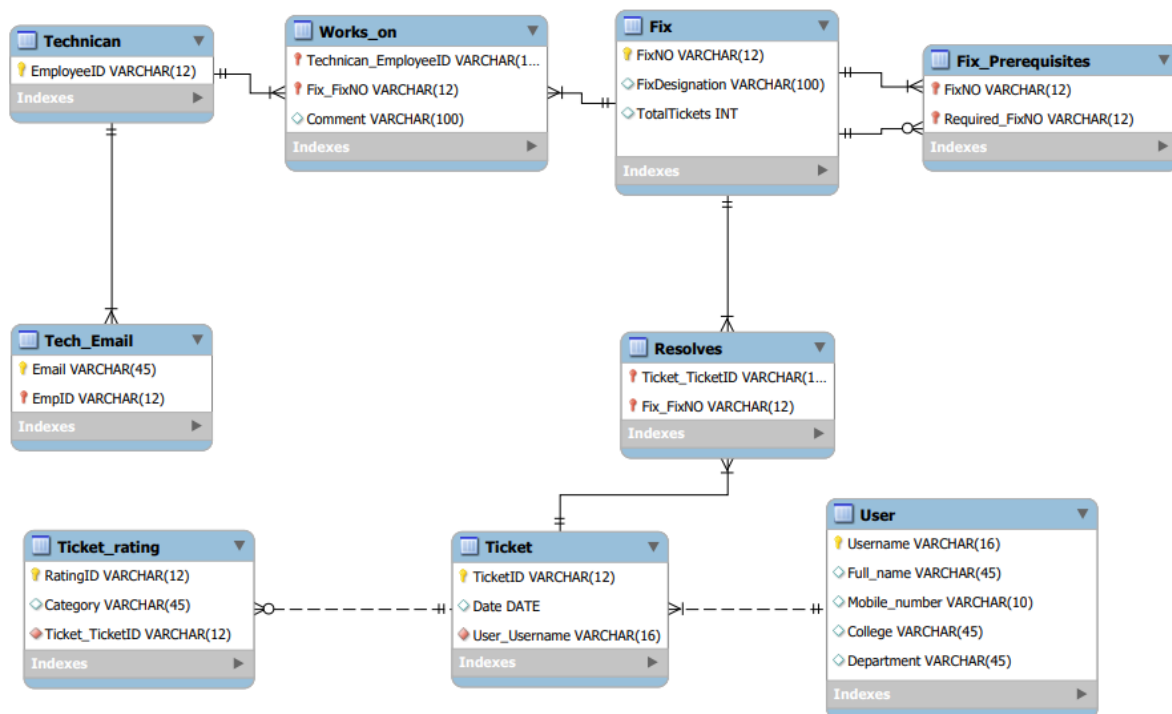 Technican
EmployeeID VARCHAR(12)
Indexes
Works_on
Technican_EmployeeID VARCHAR(1...
Fix_FixNO VARCHAR(12)
Comment VARCHAR(100)
Indexes
Fix
FixNO VARCHAR(12)
FixDesignation VARCHAR(100)
TotalTickets INT
Indexes
Fix_Prerequisites
FixNO VARCHAR(12)
Required_FixNO VARCHAR(12)
Indexes
Tech_Email
Email VARCHAR(45)
EmpID VARCHAR(12)
Indexes
Resolves
Ticket_TicketID VARCHAR(1...
Fix_FixNO VARCHAR(12)
Indexes
Ticket_rating
RatingID VARCHAR(12)
Category VARCHAR(45)
Ticket_TicketID VARCHAR(12)
Indexes
Ticket
TicketID VARCHAR(12)
Date DATE
User_Username VARCHAR(16)
Indexes
User
Username VARCHAR(16)
Full_name VARCHAR(45)
Mobile_number VARCHAR(10)
College VARCHAR(45)
Department VARCHAR(45)
Indexes